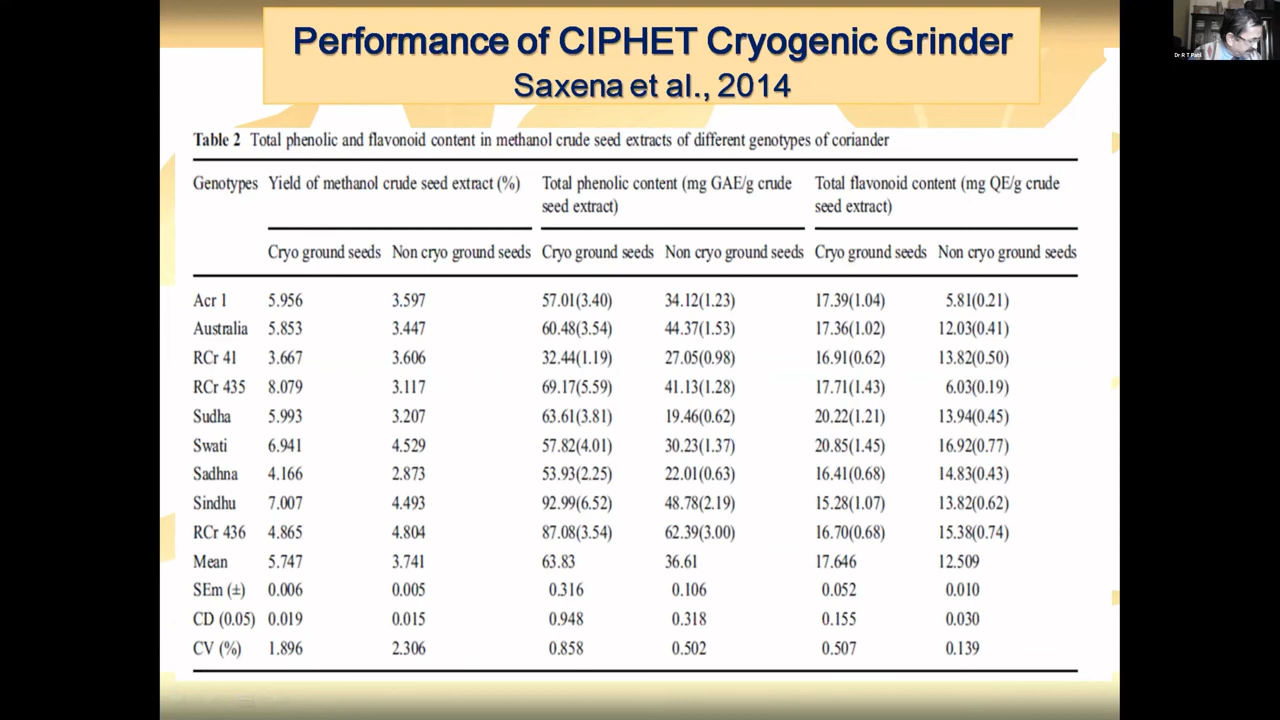 Performance of CIPHET Cryogenic Grinder
Saxena et al., 2014
Dr R T Patil
Table 2 Total phenolic and flavonoid content in methanol crude seed extracts of different genotypes of coriander
Genotypes Yield of methanol crude seed extract (%) Total phenolic content (mg GAE/g crude seed extract) Total flavonoid content (mg QE/g crude seed extract)
Cryo ground seeds Non cryo ground seeds Cryo ground seeds Non cryo ground seeds Cryo ground seeds Non cryo ground seeds
Acr 1 5.956 3.597 57.01(3.40) 34.12(1.23) 17.39(1.04) 5.81(0.21)
Australia 5.853 3.447 60.48(3.54) 44.37(1.53) 17.36(1.02) 12.03(0.41)
RCr 41 3.667 3.606 32.44(1.19) 27.05(0.98) 16.91(0.62) 13.82(0.50)
RCr 435 8.079 3.117 69.17(5.59) 41.13(1.28) 17.71(1.43) 6.03(0.19)
Sudha 5.993 3.207 63.61(3.81) 19.46(0.62) 20.22(1.21) 13.94(0.45)
Swati 6.941 4.529 57.82(4.01) 30.23(1.37) 20.85(1.45) 16.92(0.77)
Sadhna 4.166 2.873 53.93(2.25) 22.01(0.63) 16.41(0.68) 14.83(0.43)
Sindhu 7.007 4.493 92.99(6.52) 48.78(2.19) 15.28(1.07) 13.82(0.62)
RCr 436 4.865 4.804 87.08(3.54) 62.39(3.00) 16.70(0.68) 15.38(0.74)
Mean 5.747 3.741 63.83 36.61 17.646 12.509
SEm (±) 0.006 0.005 0.316 0.106 0.052 0.010
CD (0.05) 0.019 0.015 0.948 0.318 0.155 0.030
CV (%) 1.896 2.306 0.858 0.502 0.507 0.139